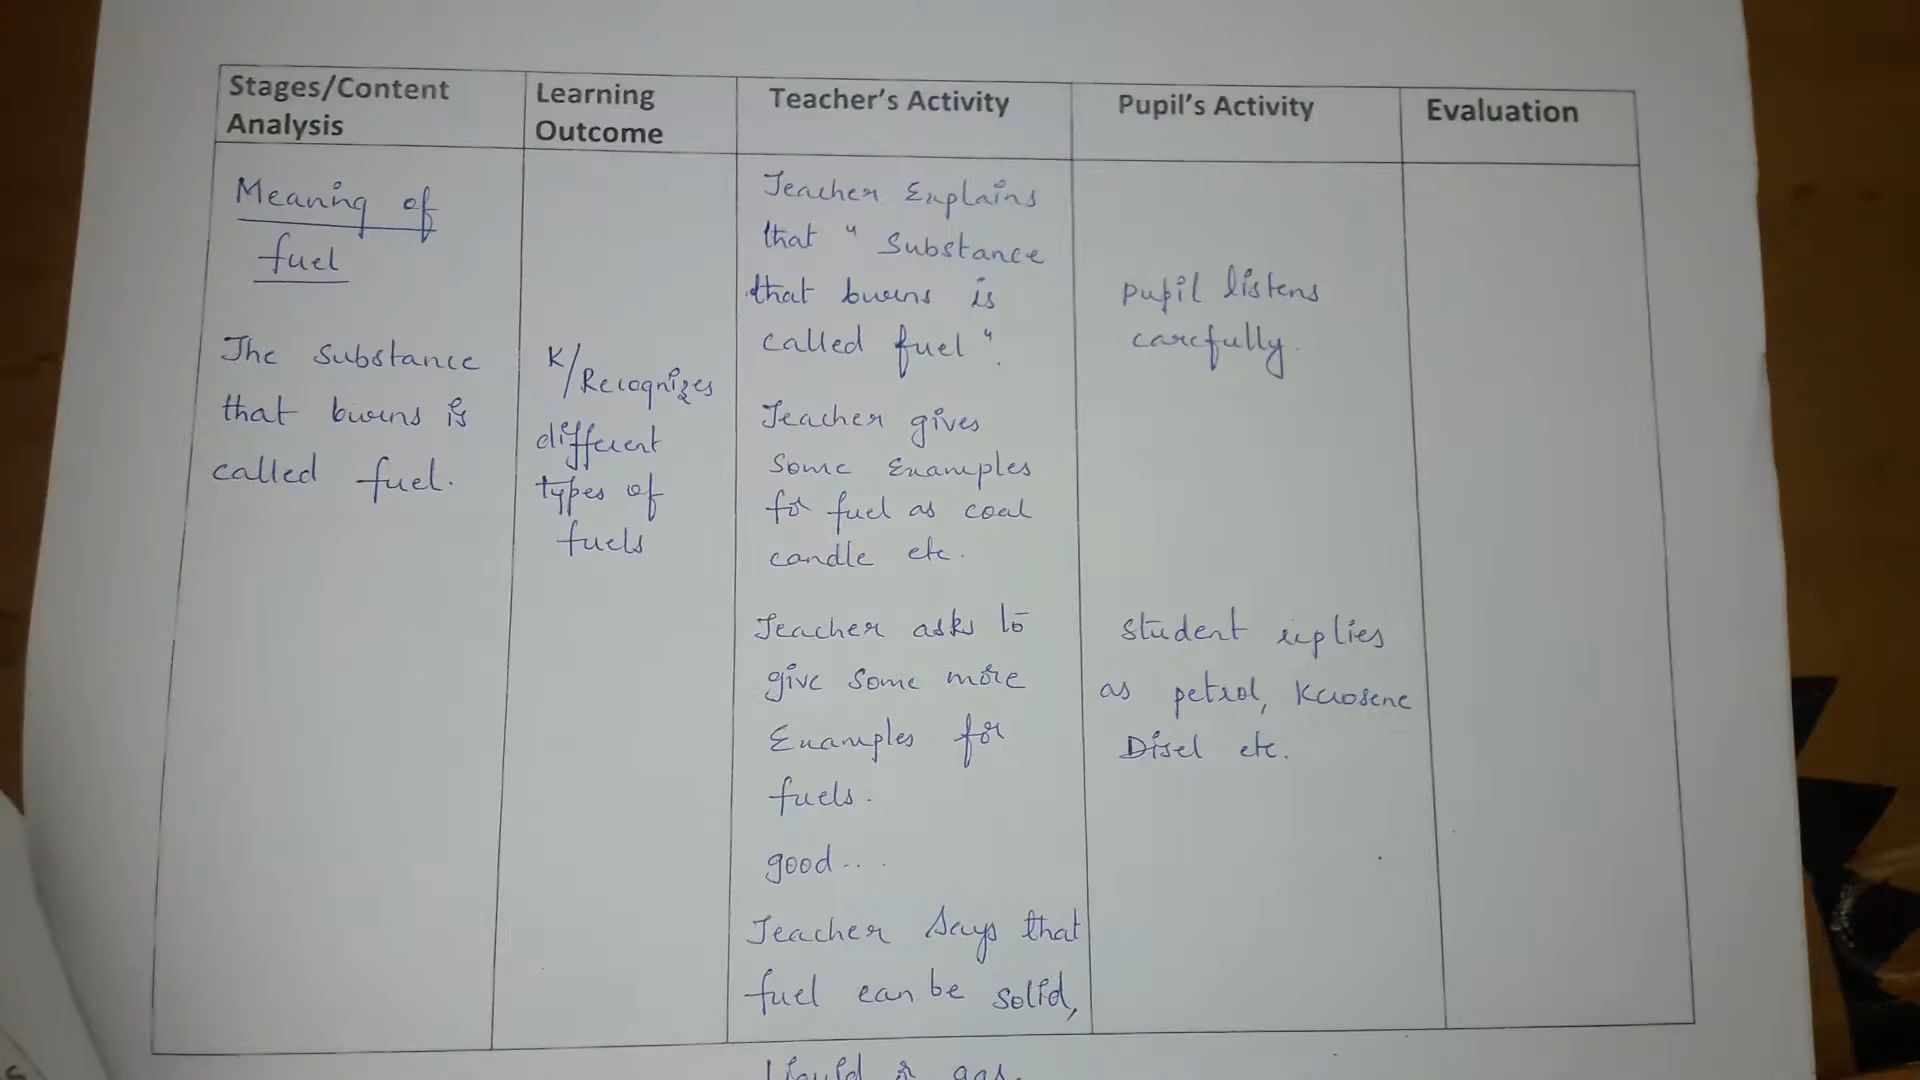 Stages/Content
Analysis
Learning
Outcome
Teacher's Activity
Pupil's Activity
Evaluation
Meaning of
fuel
The substance
that burns is
called fuel.
K/Recognizes
different
types of
fuels
Teacher Explains
that " Substance
that burns is
called fuel ".
Teacher gives
some Examples
for fuel as coal
candle etc.
Teacher asks to
give some more
Examples for
fuels.
good...
Teacher says that
fuel can be solid,
liquid or gas.
Pupil listens
carefully.
Student replies
as petrol, Kerosene
Disel etc.